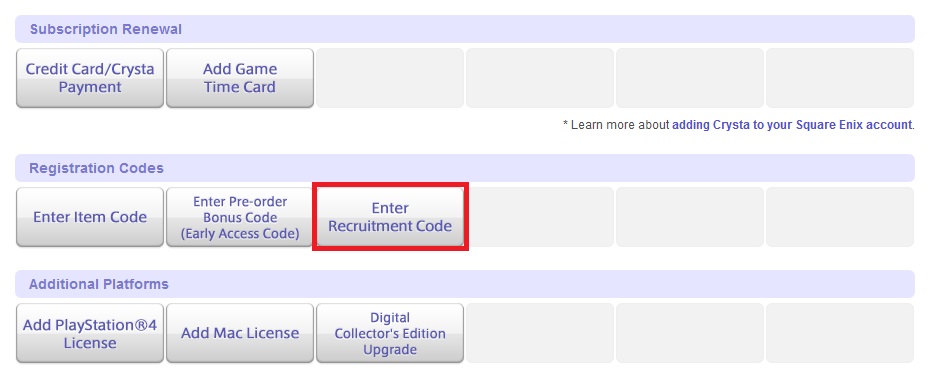 Subscription Renewal
Credit Card/Crysta
Payment
Add Game
Time Card
* Learn more about adding Crysta to your Square Enix account.
Registration Codes
Enter Item Code
Enter Pre-order
Bonus Code
(Early Access Code)
Enter
Recruitment Code
Additional Platforms
Add PlayStation®4
License
Add Mac License
Digital
Collector's Edition
Upgrade